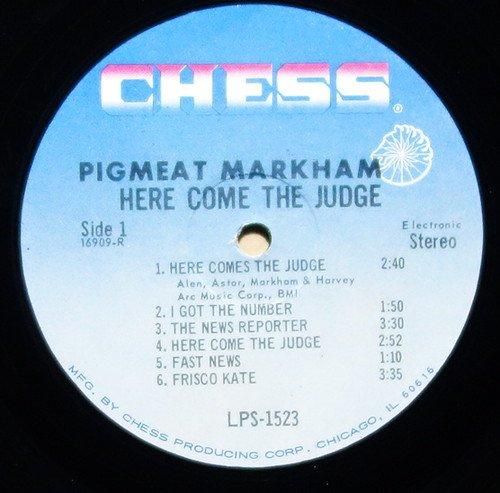 CHESS
®
PIGMEAT MARKHAM
HERE COME THE JUDGE
Side 1
16909-R
Electronic
Stereo
1. HERE COMES THE JUDGE 2:40
Alen, Astor, Markham & Harvey
Arc Music Corp., BMI
2. I GOT THE NUMBER 1:50
3. THE NEWS REPORTER 3:30
4. HERE COME THE JUDGE 2:52
5. FAST NEWS 1:10
6. FRISCO KATE 3:35
LPS-1523
MFG. BY CHESS PRODUCING CORP. CHICAGO, IL 60616